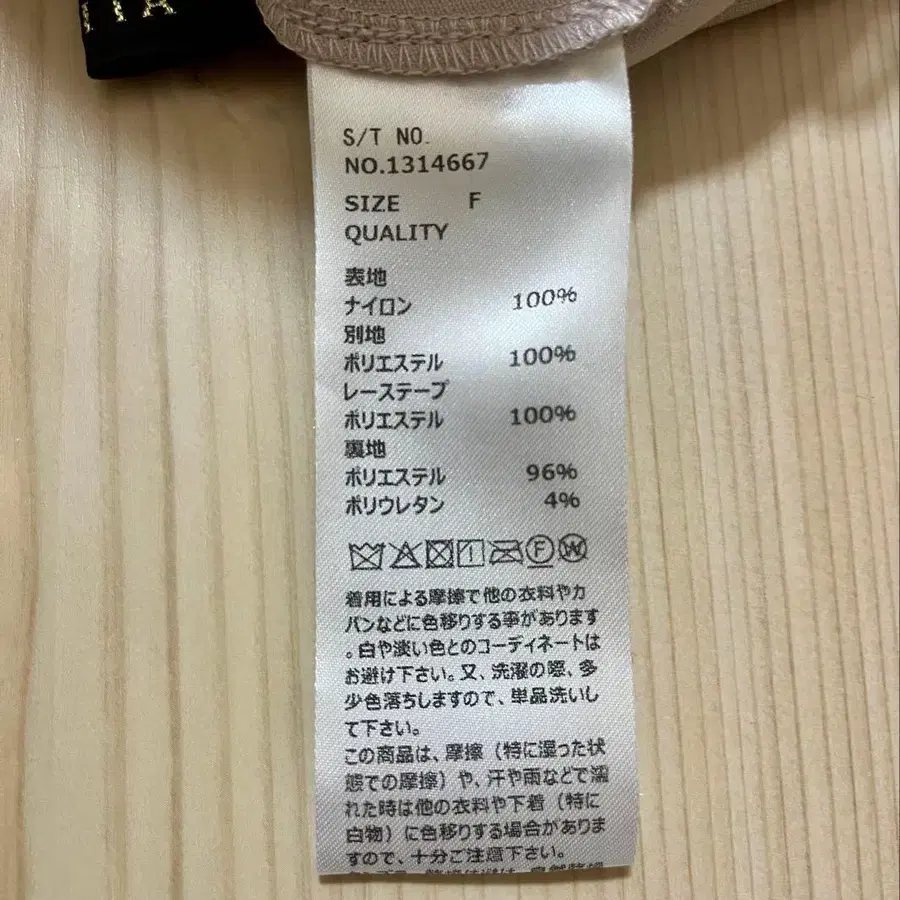 S/T NO.
NO.1314667
SIZE F
QUALITY
表地
ナイロン 100%
別地
ポリエステル 100%
レーステープ
ポリエステル 100%
裏地
ポリエステル 96%
ポリウレタン 4%
F W
着用による摩擦で他の衣料やカ
バンなどに色移りする事があります
。白や淡い色とのコーディネートは
お避け下さい。又、洗濯の際、多
少色落ちしますので、単品洗いし
て下さい。
この商品は、摩擦（特に湿った状
態での摩擦）や、汗や雨などで濡
れた時は他の衣料や下着（特に
白物）に色移りする場合がありま
すので、十分ご注意下さい。